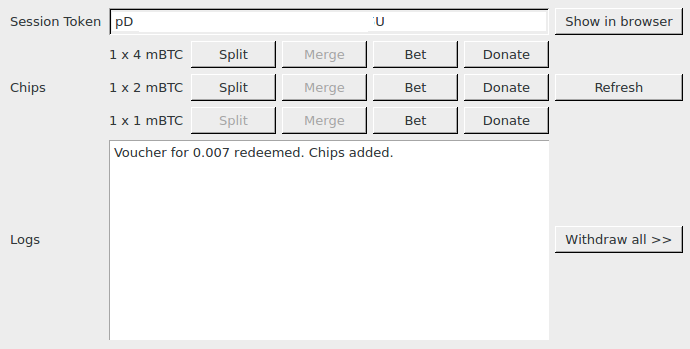 Session Token pD U Show in browser
1 x 4 mBTC Split Merge Bet Donate
Chips 1 x 2 mBTC Split Merge Bet Donate Refresh
1 x 1 mBTC Split Merge Bet Donate
Voucher for 0.007 redeemed. Chips added.
Logs Withdraw all >>